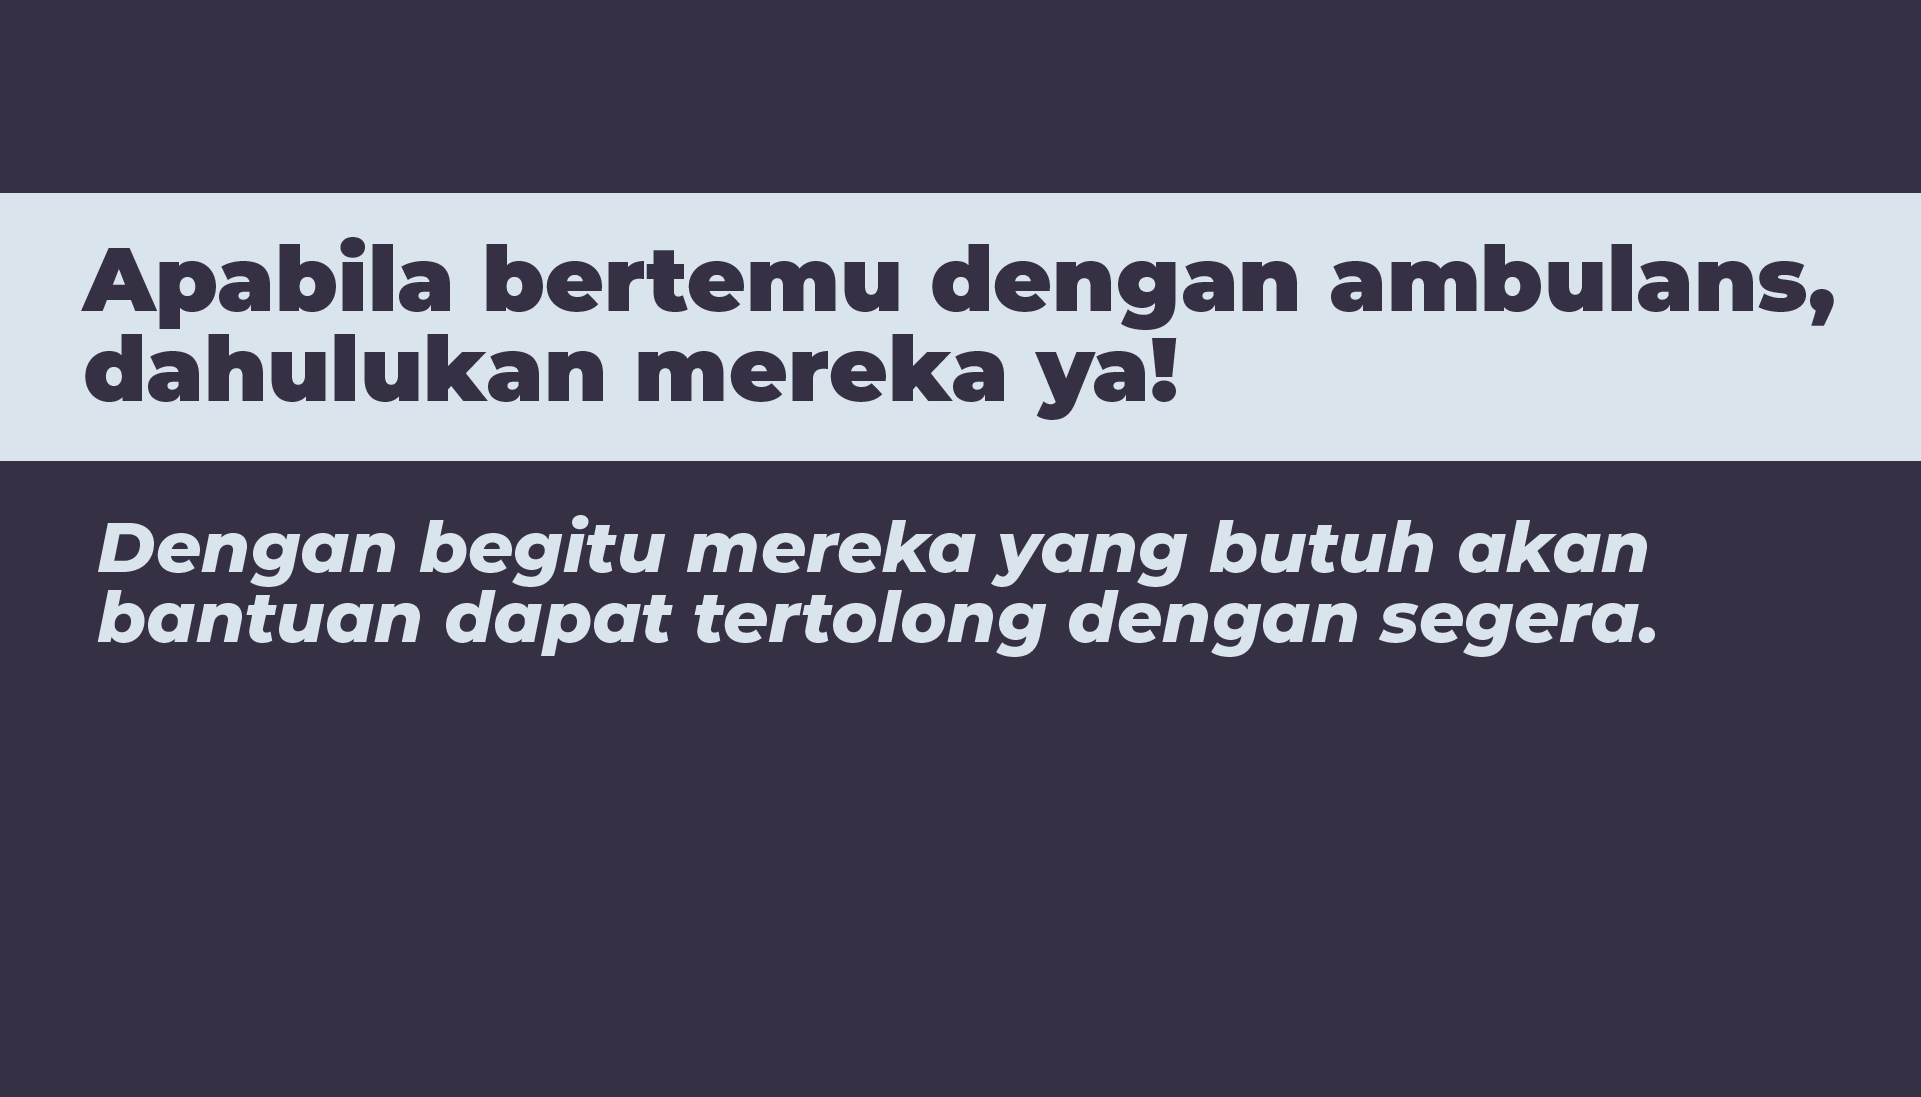 Apabila bertemu dengan ambulans,
dahulukan mereka ya!
Dengan begitu mereka yang butuh akan
bantuan dapat tertolong dengan segera.